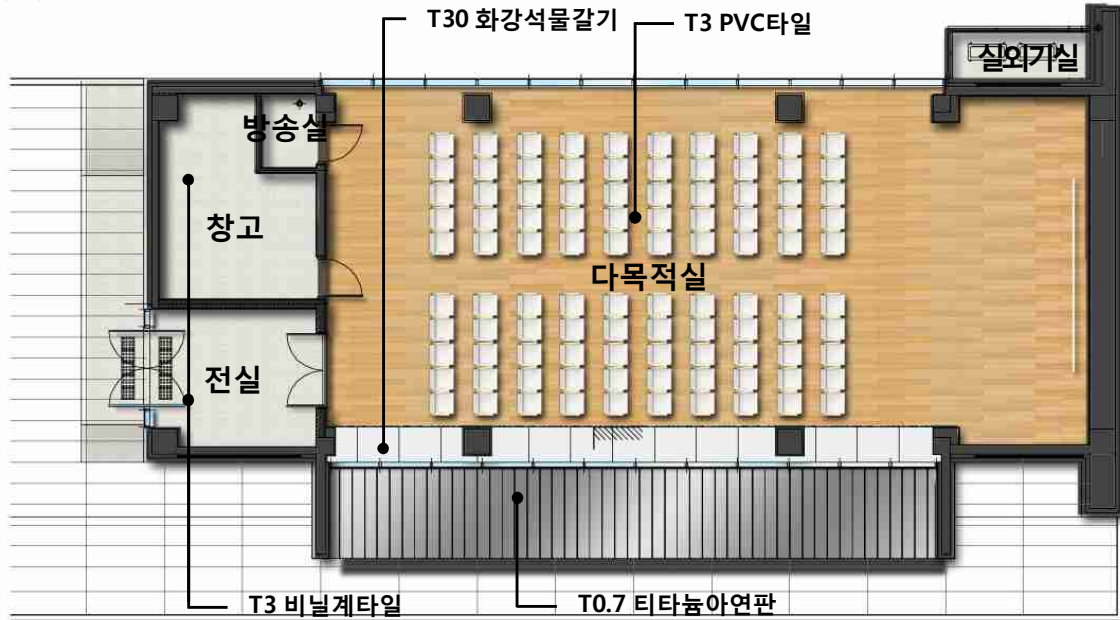 T30 화강석물갈기
T3 PVC타일
실외기실
방송실
창고
다목적실
전실
T3 비닐계타일
T0.7 티타늄아연판